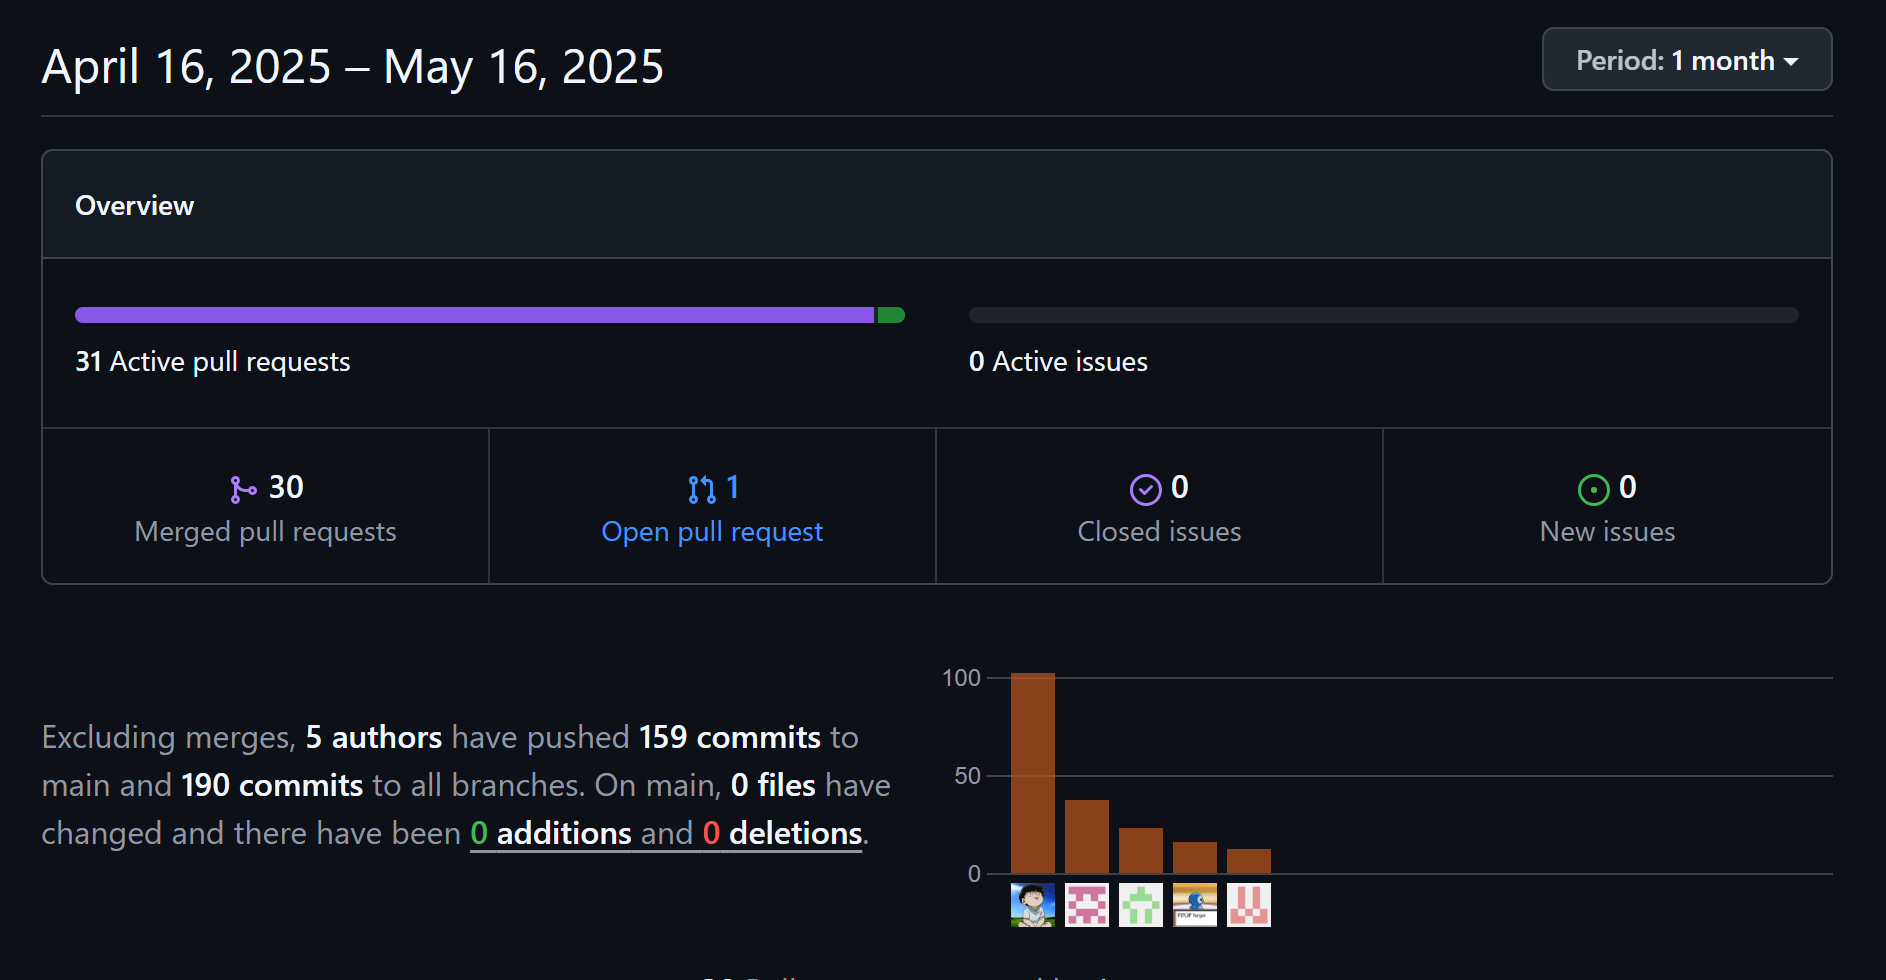 April 16, 2025 – May 16, 2025
Period: 1 month
Overview
31 Active pull requests
0 Active issues
30
Merged pull requests
1
Open pull request
0
Closed issues
0
New issues
Excluding merges, 5 authors have pushed 159 commits to
main and 190 commits to all branches. On main, 0 files have
changed and there have been 0 additions and 0 deletions.
100
50
0